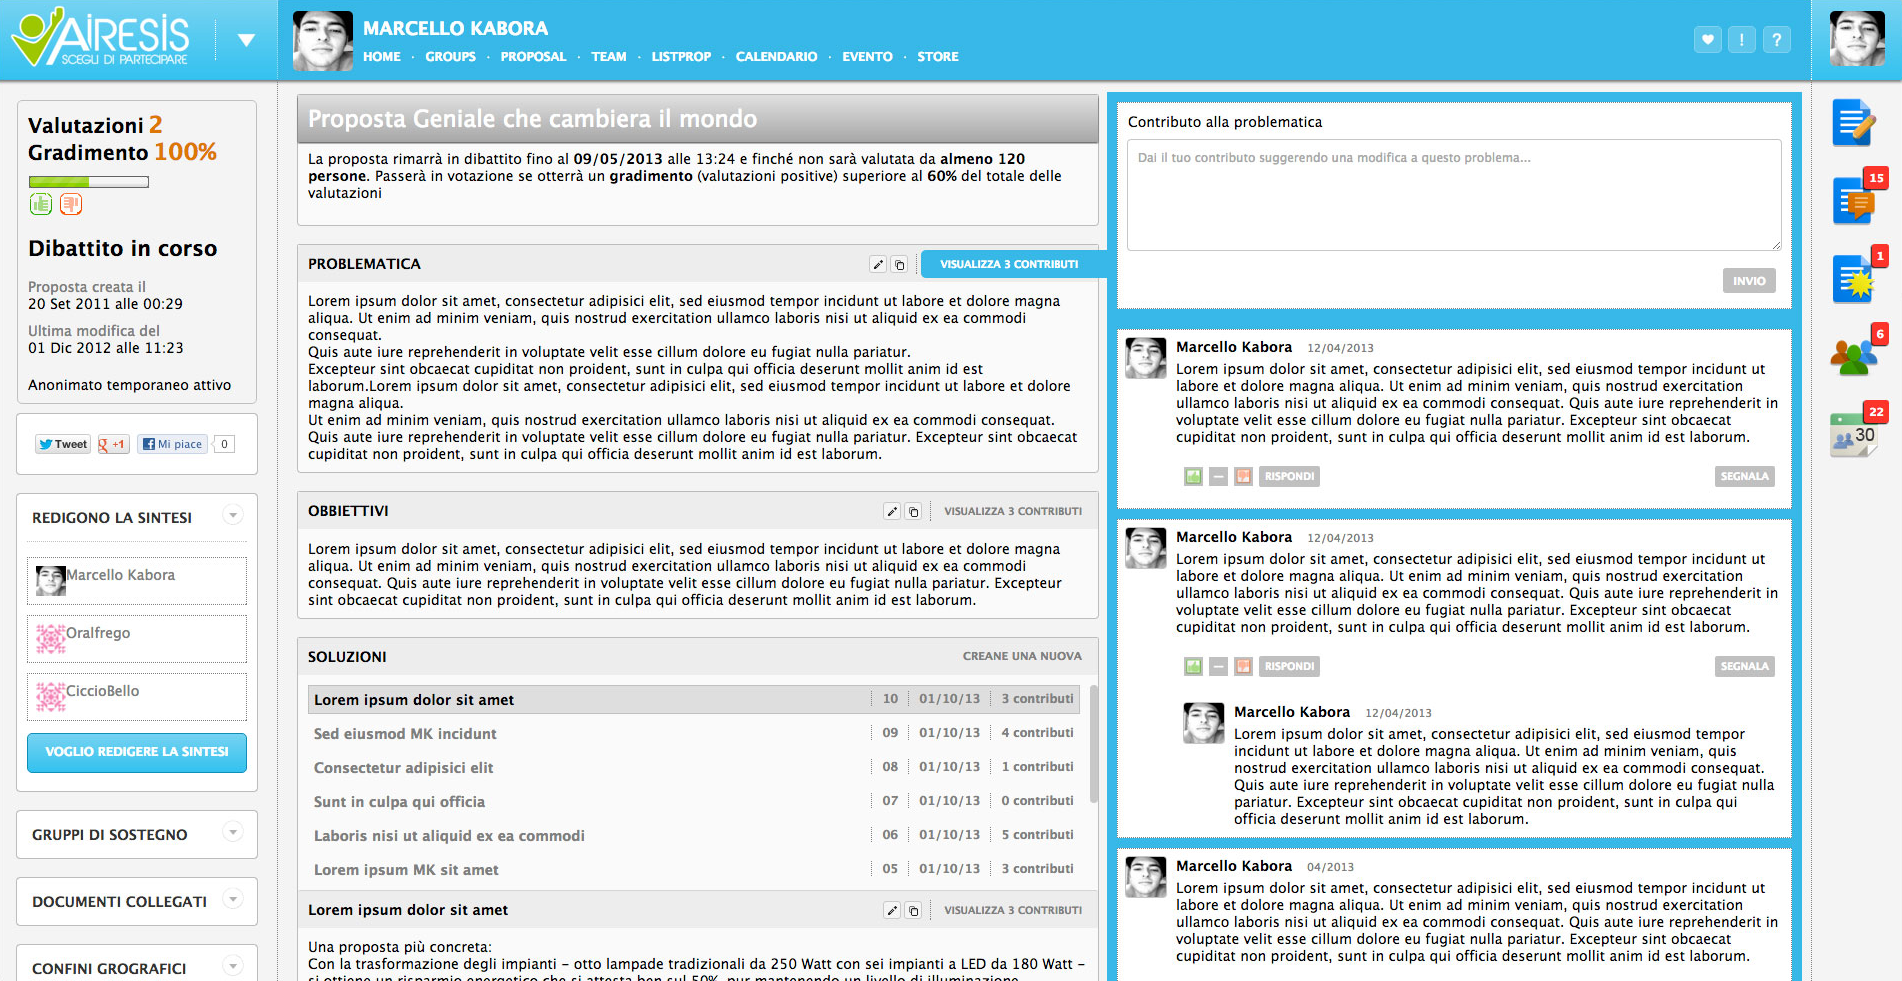 AIRESIS
SCEGLI DI PARTECIPARE
MARCELLO KABORA
HOME · GROUPS · PROPOSAL · TEAM · LISTPROP · CALENDARIO · EVENTO · STORE
! ?
Valutazioni 2
Gradimento 100%
Dibattito in corso
Proposta creata il
20 Set 2011 alle 00:29
Ultima modifica del
01 Dic 2012 alle 11:23
Anonimato temporaneo attivo
Tweet +1 Mi piace 0
REDIGONO LA SINTESI
Marcello Kabora
Oralfrego
CiccioBello
VOGLIO REDIGERE LA SINTESI
GRUPPI DI SOSTEGNO
DOCUMENTI COLLEGATI
CONFINI GROGRAFICI
Proposta Geniale che cambiera il mondo
La proposta rimarrà in dibattito fino al 09/05/2013 alle 13:24 e finché non sarà valutata da almeno 120
persone. Passerà in votazione se otterrà un gradimento (valutazioni positive) superiore al 60% del totale delle
valutazioni
PROBLEMATICA VISUALIZZA 3 CONTRIBUTI
Lorem ipsum dolor sit amet, consectetur adipisici elit, sed eiusmod tempor incidunt ut labore et dolore magna
aliqua. Ut enim ad minim veniam, quis nostrud exercitation ullamco laboris nisi ut aliquid ex ea commodi
consequat.
Quis aute iure reprehenderit in voluptate velit esse cillum dolore eu fugiat nulla pariatur.
Excepteur sint obcaecat cupiditat non proident, sunt in culpa qui officia deserunt mollit anim id est
laborum.Lorem ipsum dolor sit amet, consectetur adipisici elit, sed eiusmod tempor incidunt ut labore et dolore
magna aliqua.
Ut enim ad minim veniam, quis nostrud exercitation ullamco laboris nisi ut aliquid ex ea commodi consequat.
Quis aute iure reprehenderit in voluptate velit esse cillum dolore eu fugiat nulla pariatur. Excepteur sint obcaecat
cupiditat non proident, sunt in culpa qui officia deserunt mollit anim id est laborum.
OBBIETTIVI VISUALIZZA 3 CONTRIBUTI
Lorem ipsum dolor sit amet, consectetur adipisici elit, sed eiusmod tempor incidunt ut labore et dolore magna
aliqua. Ut enim ad minim veniam, quis nostrud exercitation ullamco laboris nisi ut aliquid ex ea commodi
consequat. Quis aute iure reprehenderit in voluptate velit esse cillum dolore eu fugiat nulla pariatur. Excepteur
sint obcaecat cupiditat non proident, sunt in culpa qui officia deserunt mollit anim id est laborum.
SOLUZIONI CREANE UNA NUOVA
Lorem ipsum dolor sit amet 10 01/10/13 3 contributi
Sed eiusmod MK incidunt 09 01/10/13 4 contributi
Consectetur adipisici elit 08 01/10/13 1 contributi
Sunt in culpa qui officia 07 01/10/13 0 contributi
Laboris nisi ut aliquid ex ea commodi 06 01/10/13 5 contributi
Lorem ipsum MK sit amet 05 01/10/13 3 contributi
Lorem ipsum dolor sit amet VISUALIZZA 3 CONTRIBUTI
Una proposta più concreta:
Con la trasformazione degli impianti – otto lampade tradizionali da 250 Watt con sei impianti a LED da 180 Watt –
si ottiene un risparmio energetico che si attesta ben sul 50%, pur mantenendo un livello di illuminazione
Contributo alla problematica
Dai il tuo contributo suggerendo una modifica a questo problema...
INVIO
Marcello Kabora 12/04/2013
Lorem ipsum dolor sit amet, consectetur adipisici elit, sed eiusmod tempor incidunt ut
labore et dolore magna aliqua. Ut enim ad minim veniam, quis nostrud exercitation
ullamco laboris nisi ut aliquid ex ea commodi consequat. Quis aute iure reprehenderit in
voluptate velit esse cillum dolore eu fugiat nulla pariatur. Excepteur sint obcaecat
cupiditat non proident, sunt in culpa qui officia deserunt mollit anim id est laborum.
RISPONDI SEGNALA
Marcello Kabora 12/04/2013
Lorem ipsum dolor sit amet, consectetur adipisici elit, sed eiusmod tempor incidunt ut
labore et dolore magna aliqua. Ut enim ad minim veniam, quis nostrud exercitation
ullamco laboris nisi ut aliquid ex ea commodi consequat. Quis aute iure reprehenderit in
voluptate velit esse cillum dolore eu fugiat nulla pariatur. Excepteur sint obcaecat
cupiditat non proident, sunt in culpa qui officia deserunt mollit anim id est laborum.
RISPONDI SEGNALA
Marcello Kabora 12/04/2013
Lorem ipsum dolor sit amet, consectetur adipisici elit, sed eiusmod tempor
incidunt ut labore et dolore magna aliqua. Ut enim ad minim veniam, quis
nostrud exercitation ullamco laboris nisi ut aliquid ex ea commodi consequat.
Quis aute iure reprehenderit in voluptate velit esse cillum dolore eu fugiat nulla
pariatur. Excepteur sint obcaecat cupiditat non proident, sunt in culpa qui
officia deserunt mollit anim id est laborum.
Marcello Kabora 04/2013
Lorem ipsum dolor sit amet, consectetur adipisici elit, sed eiusmod tempor incidunt ut
labore et dolore magna aliqua. Ut enim ad minim veniam, quis nostrud exercitation
ullamco laboris nisi ut aliquid ex ea commodi consequat. Quis aute iure reprehenderit in
voluptate velit esse cillum dolore eu fugiat nulla pariatur. Excepteur sint obcaecat
cupiditat non proident, sunt in culpa qui officia deserunt mollit anim id est laborum.
15
1
6
22
30